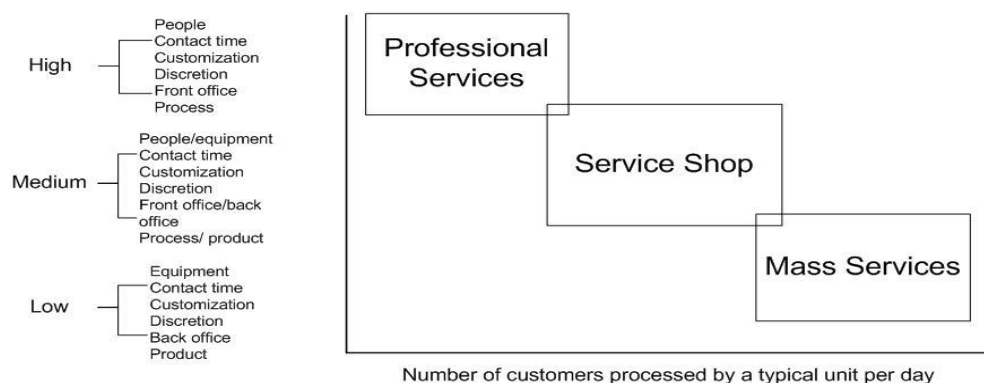 High
People
Contact time
Customization
Discretion
Front office
Process
Medium
People/equipment
Contact time
Customization
Discretion
Front office/back
office
Process/ product
Low
Equipment
Contact time
Customization
Discretion
Back office
Product
Professional
Services
Service Shop
Mass Services
Number of customers processed by a typical unit per day